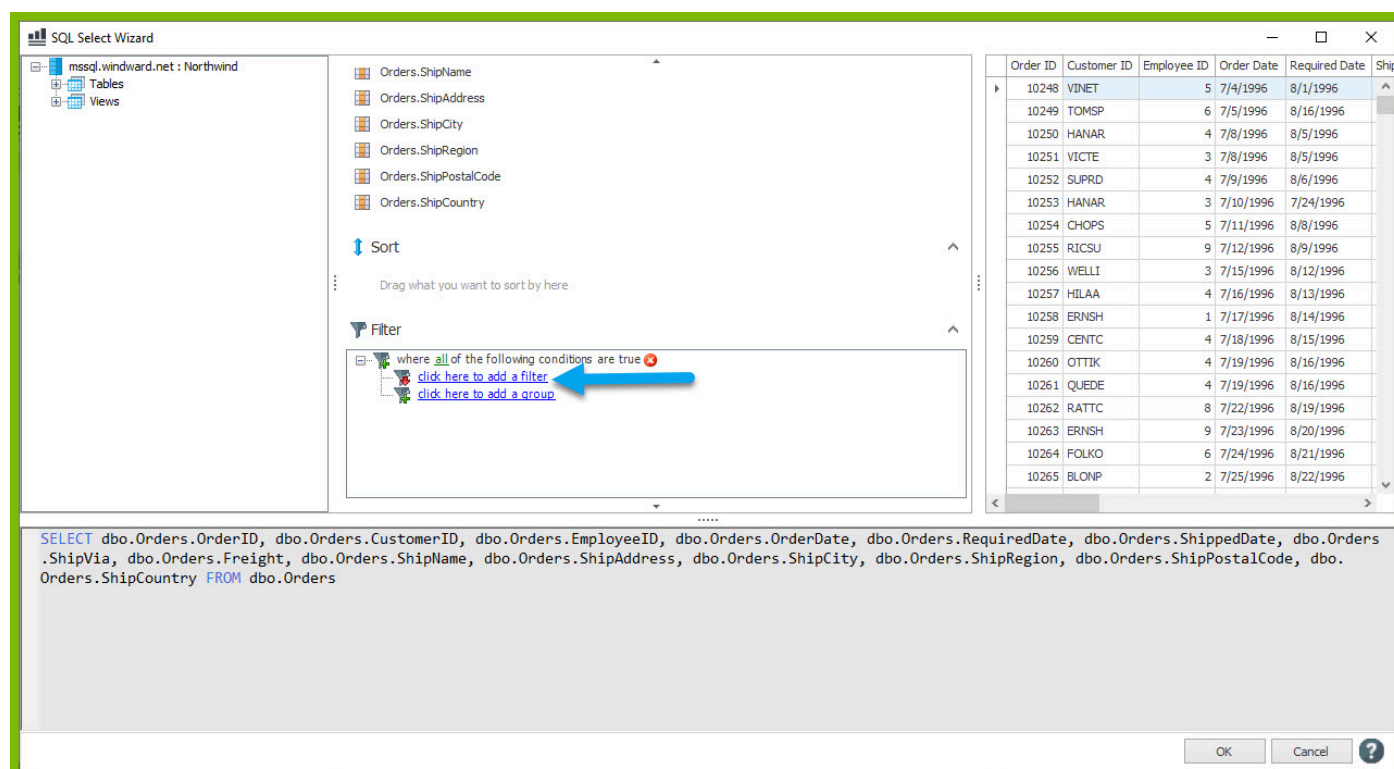 SQL Select Wizard
mssql.windward.net : Northwind
Tables
Views
Orders.ShipName
Orders.ShipAddress
Orders.ShipCity
Orders.ShipRegion
Orders.ShipPostalCode
Orders.ShipCountry
Sort
Drag what you want to sort by here
Filter
where all of the following conditions are true
click here to add a filter
click here to add a group
Order ID Customer ID Employee ID Order Date Required Date Ship
10248 VINET 5 7/4/1996 8/1/1996
10249 TOMSP 6 7/5/1996 8/16/1996
10250 HANAR 4 7/8/1996 8/5/1996
10251 VICTE 3 7/8/1996 8/5/1996
10252 SUPRD 4 7/9/1996 8/6/1996
10253 HANAR 3 7/10/1996 7/24/1996
10254 CHOPS 5 7/11/1996 8/8/1996
10255 RICSU 9 7/12/1996 8/9/1996
10256 WELLI 3 7/15/1996 8/12/1996
10257 HILAA 4 7/16/1996 8/13/1996
10258 ERNSH 1 7/17/1996 8/14/1996
10259 CENTC 4 7/18/1996 8/15/1996
10260 OTTIK 4 7/19/1996 8/16/1996
10261 QUEDE 4 7/19/1996 8/16/1996
10262 RATTC 8 7/22/1996 8/19/1996
10263 ERNSH 9 7/23/1996 8/20/1996
10264 FOLKO 6 7/24/1996 8/21/1996
10265 BLONP 2 7/25/1996 8/22/1996
SELECT dbo.Orders.OrderID, dbo.Orders.CustomerID, dbo.Orders.EmployeeID, dbo.Orders.OrderDate, dbo.Orders.RequiredDate, dbo.Orders.ShippedDate, dbo.Orders
.ShipVia, dbo.Orders.Freight, dbo.Orders.ShipName, dbo.Orders.ShipAddress, dbo.Orders.ShipCity, dbo.Orders.ShipRegion, dbo.Orders.ShipPostalCode, dbo.
Orders.ShipCountry FROM dbo.Orders
OK Cancel ?